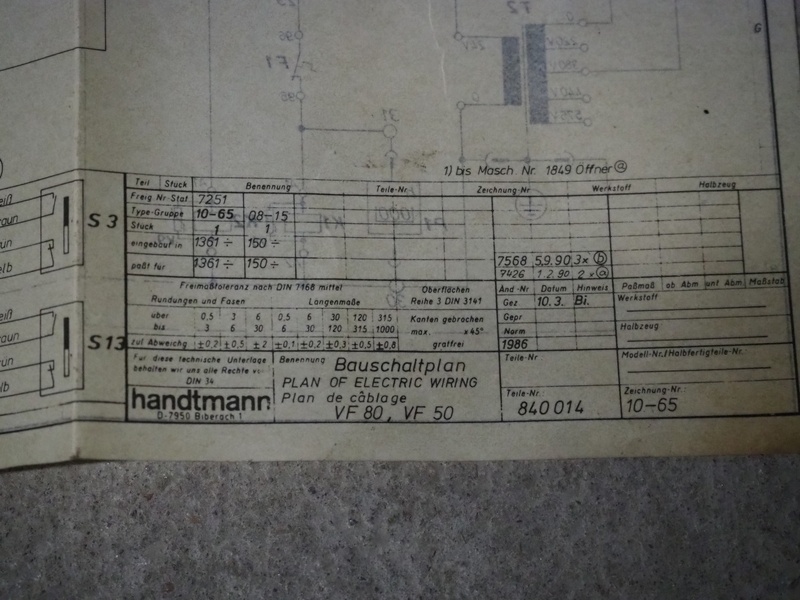 1) bis Masch. Nr. 1849 Öffner ⓐ
S 3
S13
Teil Stück Benennung Teile-Nr. Zeichnung-Nr Werkstoff Halbzeug
Freig Nr-Stat. 7251
Type-Gruppe 10-65 08-15
Stück 1 1
eingebaut in 1361 ÷ 150 ÷
paßt für 1361 ÷ 150 ÷
7568 5.9.90 3x ⓑ
7426 1.2.90 2x ⓐ
Freimaßtoleranz nach DIN 7168 mittel
Rundungen und Fasen Längenmaße
über 0,5 3 6 0,5 6 30 120 315
bis 3 6 30 6 30 120 315 1000
zul Abweichg ±0,2 ±0,5 ±2 ±0,1 ±0,2 ±0,3 ±0,5 ±0,8
Oberflächen
Reihe 3 DIN 3141
Kanten gebrochen
max. x 45°
gratfrei
Änd-Nr Datum Hinweis
Gez 10.3. Bi.
Gepr
Norm
1986
Paßmaß ob Abm unt Abm Maßstab
Werkstoff
Halbzeug
Modell-Nr./Halbfertigteile-Nr.
Für diese technische Unterlage
behalten wir uns alle Rechte vor
DIN 34
handtmann
D-7950 Biberach 1
Benennung Bauschaltplan
PLAN OF ELECTRIC WIRING
Plan de câblage
VF 80, VF 50
Teile-Nr
Teile-Nr.:
840 014
Zeichnung-Nr.:
10-65